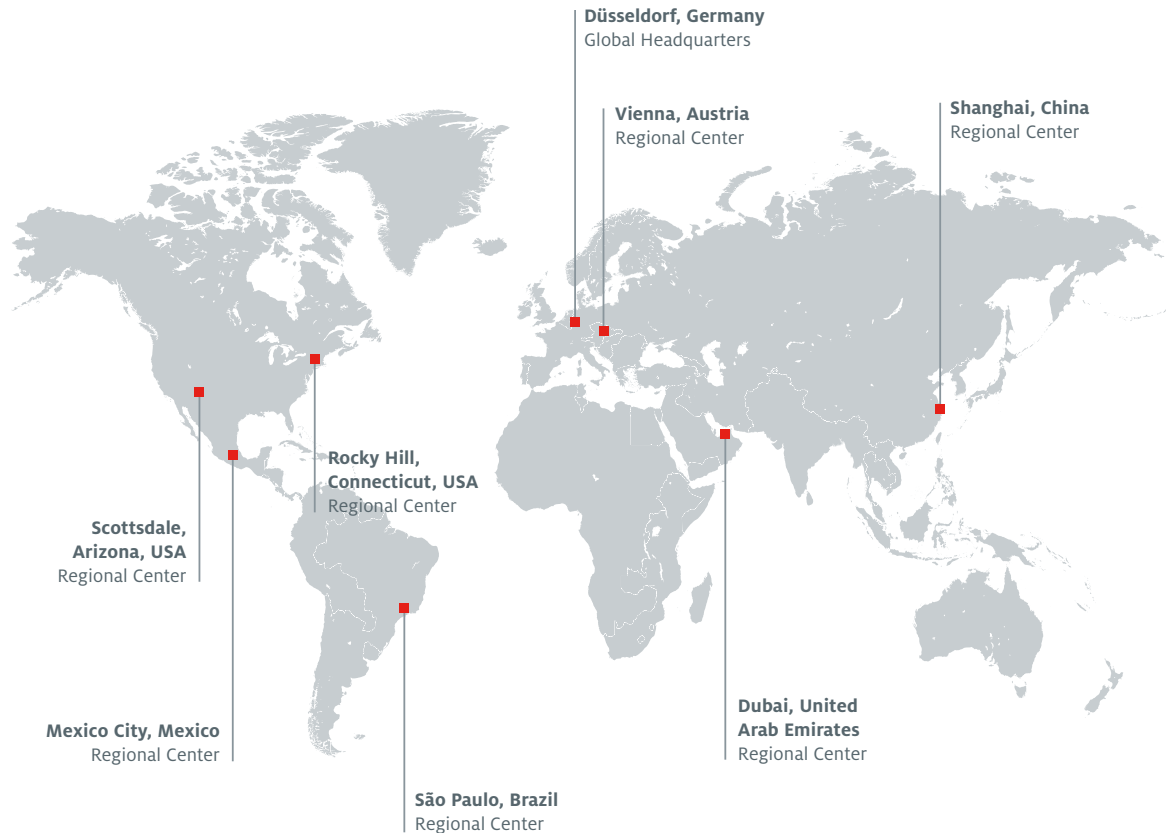 Düsseldorf, Germany
Global Headquarters
Vienna, Austria
Regional Center
Shanghai, China
Regional Center
Rocky Hill,
Connecticut, USA
Regional Center
Scottsdale,
Arizona, USA
Regional Center
Mexico City, Mexico
Regional Center
Dubai, United
Arab Emirates
Regional Center
São Paulo, Brazil
Regional Center